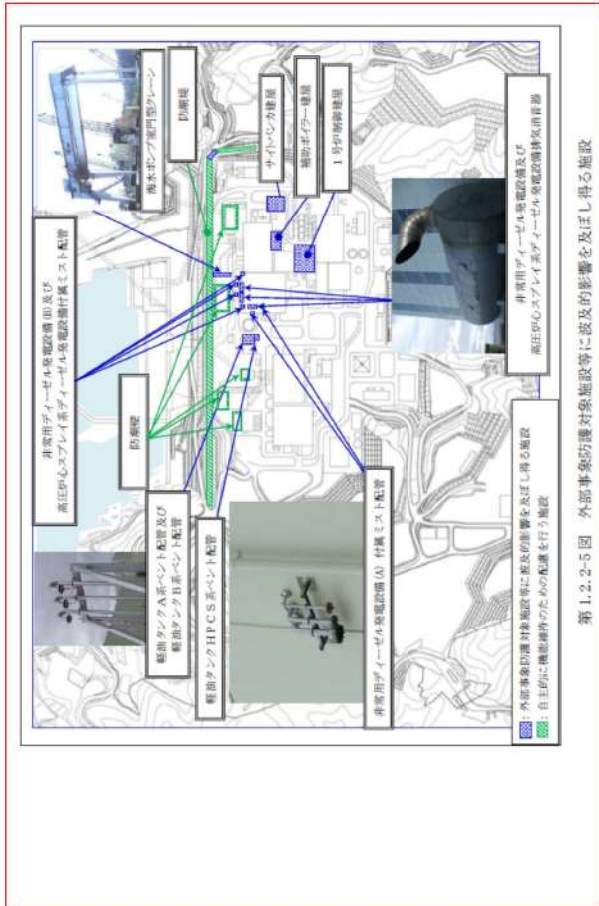 非常用ディーゼル発電設備(B)及び
高圧炉心スプレイ系ディーゼル発電設備付属ミスト配管
海水ポンプ室門型クレーン
防潮堤
サイトバンカ建屋
補助ボイラー建屋
1号炉制御建屋
防潮堤
軽油タンクA系ベント配管及び
軽油タンクB系ベント配管
軽油タンクHPCS系ベント配管
非常用ディーゼル発電設備(A) 付属ミスト配管
非常用ディーゼル発電設備及び
高圧炉心スプレイ系ディーゼル発電設備排気消音器
:外部事象防護対象施設等に波及的影響を及ぼし得る施設
:自主的に機能維持のための配慮を行う施設
第1.2.2-5図 外部事象防護対象施設等に波及的影響を及ぼし得る施設